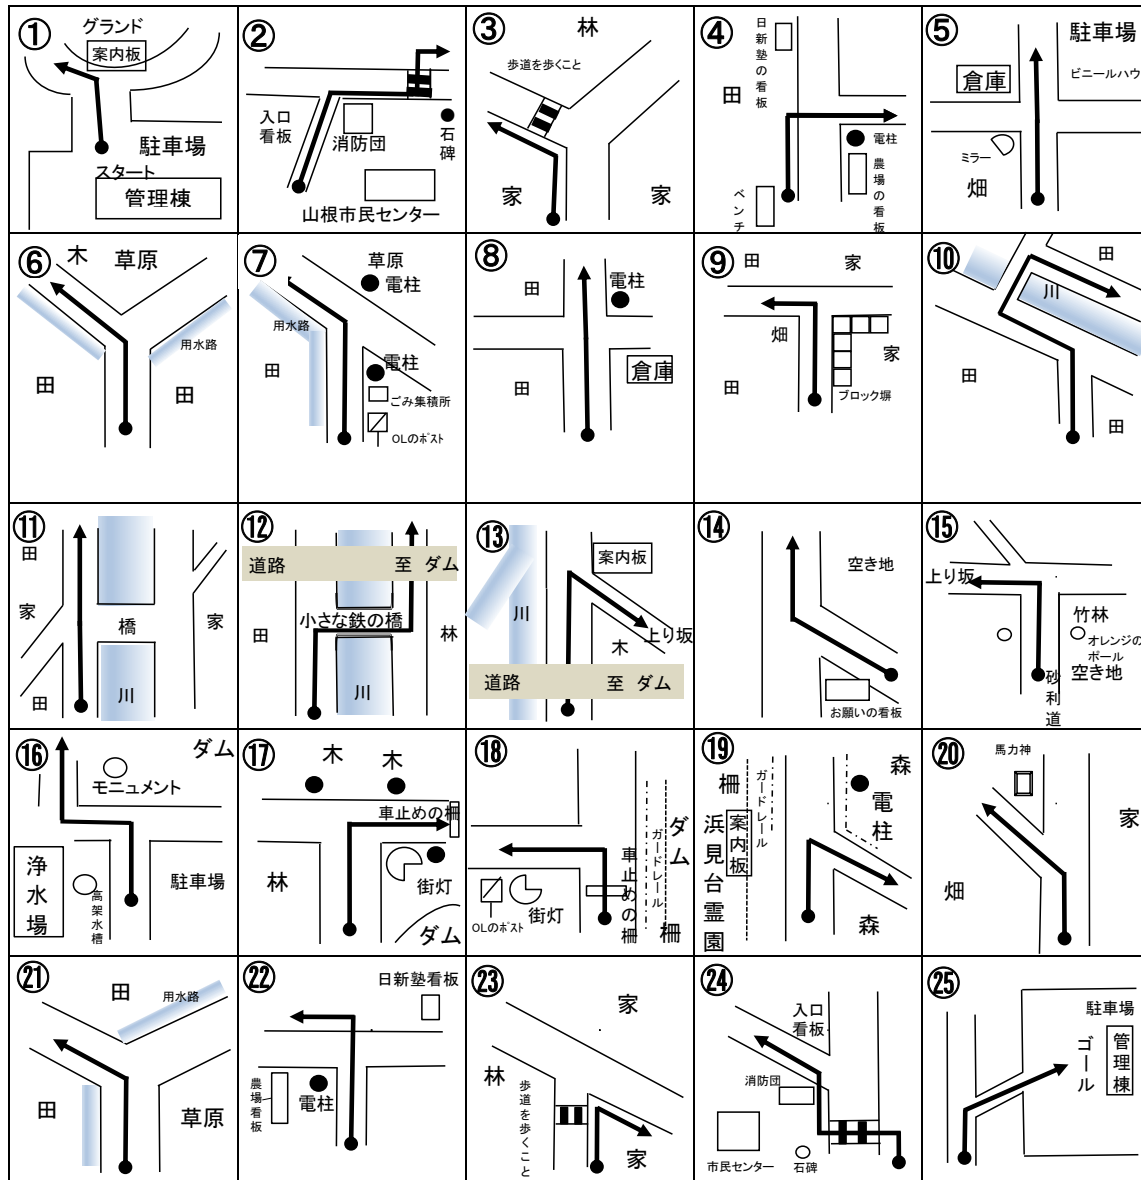 ①
グランド
案内板
駐車場
スタート
管理棟
②
入口
看板
消防団
石碑
山根市民センター
③
林
歩道を歩くこと
家
家
④
日新塾の看板
田
電柱
農場の看板
ベンチ
⑤
駐車場
倉庫
ビニールハウ
ミラー
畑
⑥
木
草原
用水路
田
田
⑦
草原
電柱
用水路
田
電柱
ごみ集積所
OLのポスト
⑧
田
電柱
田
倉庫
⑨
田
家
畑
家
田
ブロック塀
⑩
田
川
田
田
⑪
田
家
橋
家
田
川
⑫
道路
至 ダム
小さな鉄の橋
田
林
川
⑬
案内板
川
木
上り坂
道路
至 ダム
⑭
空き地
お願いの看板
⑮
上り坂
竹林
オレンジの
ポール
空き地
砂利道
⑯
ダム
モニュメント
浄水場
高架水槽
駐車場
⑰
木
木
車止めの柵
林
街灯
ダム
⑱
ダム
ガードレール
車止めの柵
街灯
OLのポスト
柵
⑲
柵
ガードレール
森
電柱
案内板
浜見台霊園
森
⑳
馬力神
家
畑
㉑
田
用水路
田
草原
㉒
日新塾看板
農場看板
電柱
㉓
家
林
歩道を歩くこと
家
㉔
入口
看板
消防団
市民センター
石碑
㉕
駐車場
ゴール
管理棟